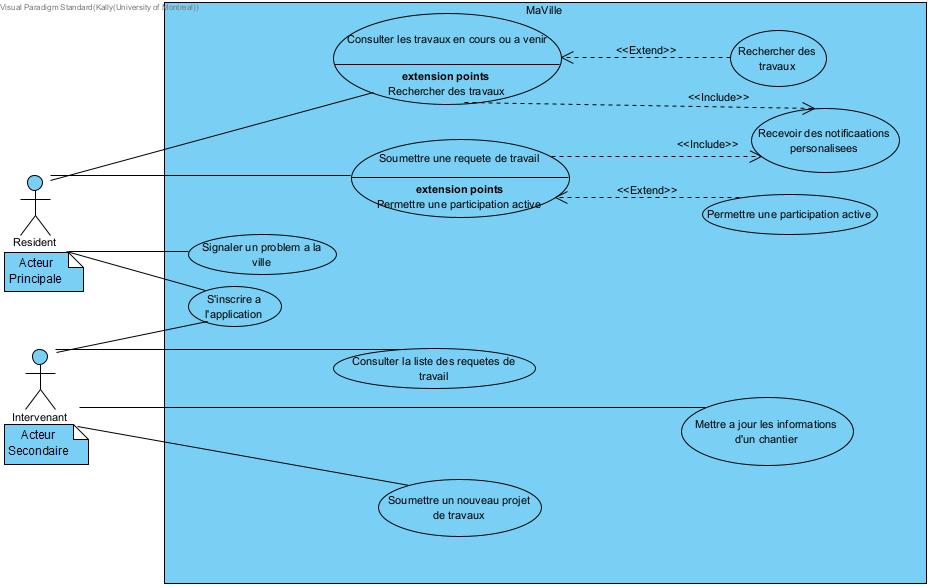 Visual Paradigm Standard(Kally(University of Montreal))
MaVille
Consulter les travaux en cours ou a venir
extension points
Rechercher des travaux
<<Extend>>
Rechercher des
travaux
<<Include>>
Recevoir des notificaations
personalisees
Soumettre une requete de travail
extension points
Permettre une participation active
<<Include>>
<<Extend>>
Permettre une participation active
Resident
Acteur
Principale
Signaler un problem a la
ville
S'inscrire a
l'application
Intervenant
Acteur
Secondaire
Consulter la liste des requetes de
travail
Mettre a jour les informations
d'un chantier
Soumettre un nouveau projet
de travaux